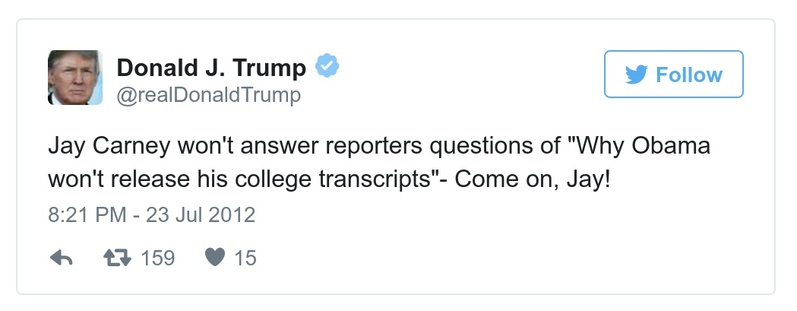 Donald J. Trump
@realDonaldTrump
Follow
Jay Carney won't answer reporters questions of "Why Obama
won't release his college transcripts"- Come on, Jay!
8:21 PM - 23 Jul 2012
159 15